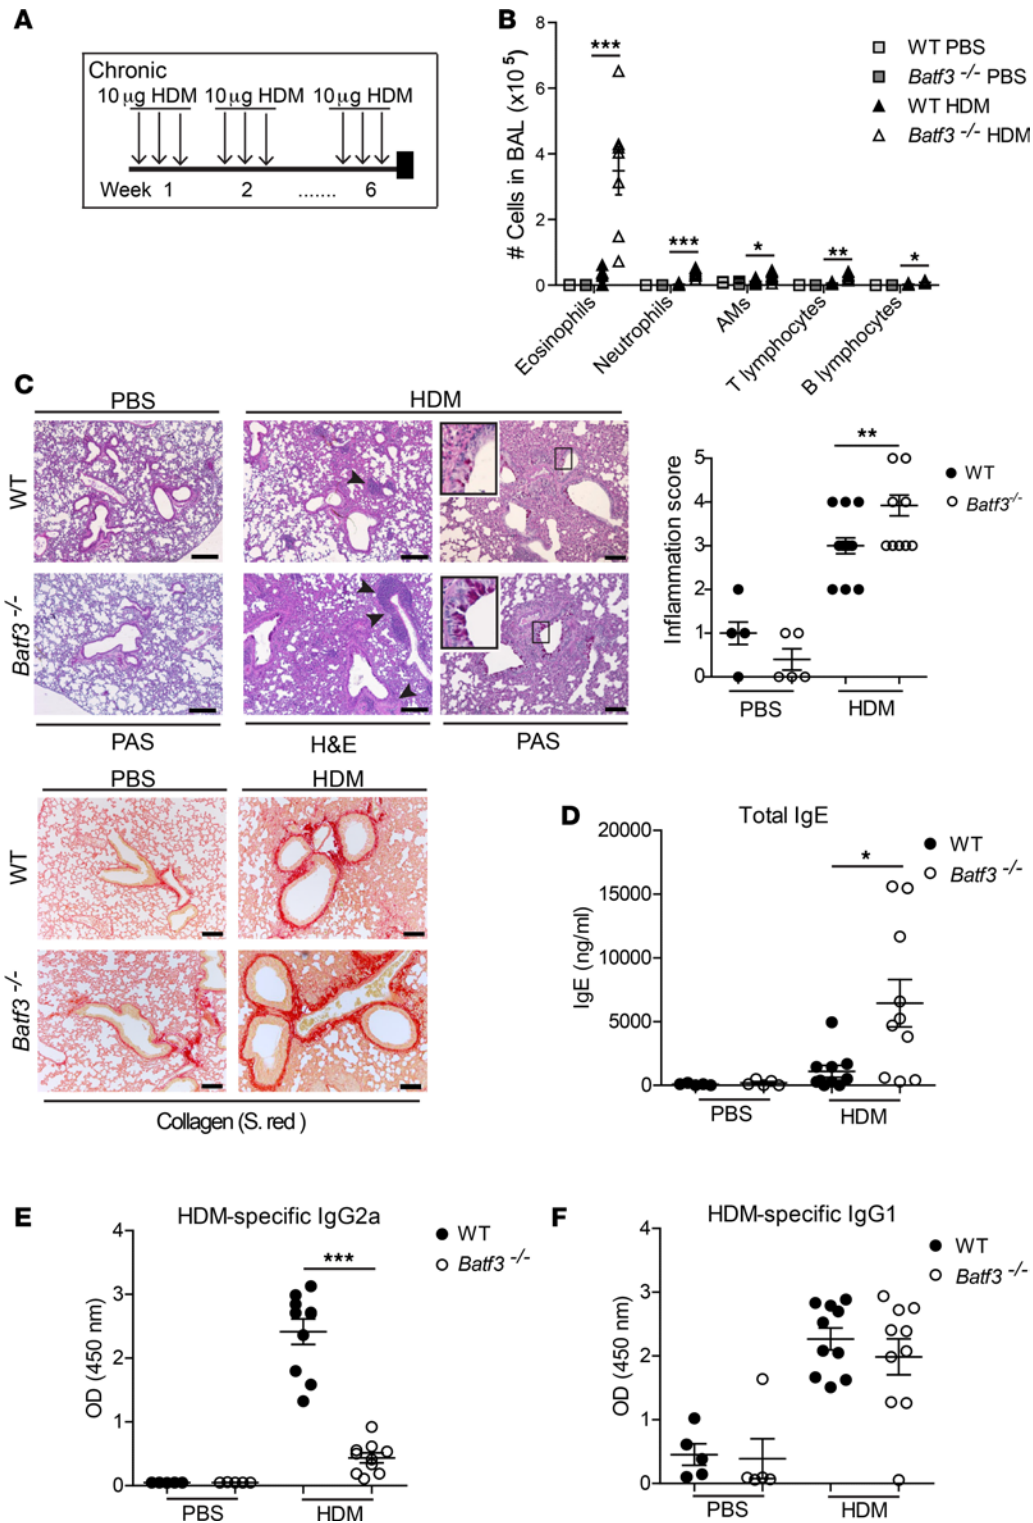 A
Chronic
10 µg HDM 10 µg HDM 10 µg HDM
Week 1 2 ....... 6
B
# Cells in BAL (x10 5)
8
6
4
2
0
***
***
*
**
*
Eosinophils
Neutrophils
AMs
T lymphocytes
B lymphocytes
WT PBS
Batf3 -/- PBS
WT HDM
Batf3 -/- HDM
C
PBS HDM
WT
Batf3 -/-
PAS H&E PAS
Inflammation score
5
4
3
2
1
0
**
PBS HDM
WT
Batf3-/-
PBS HDM
WT
Batf3 -/-
Collagen (S. red )
D
Total IgE
IgE (ng/ml)
20000
15000
10000
5000
0
*
PBS HDM
WT
Batf3 -/-
E
HDM-specific IgG2a
OD (450 nm)
4
3
2
1
0
***
PBS HDM
WT
Batf3 -/-
F
HDM-specific IgG1
OD (450 nm)
4
3
2
1
0
PBS HDM
WT
Batf3 -/-